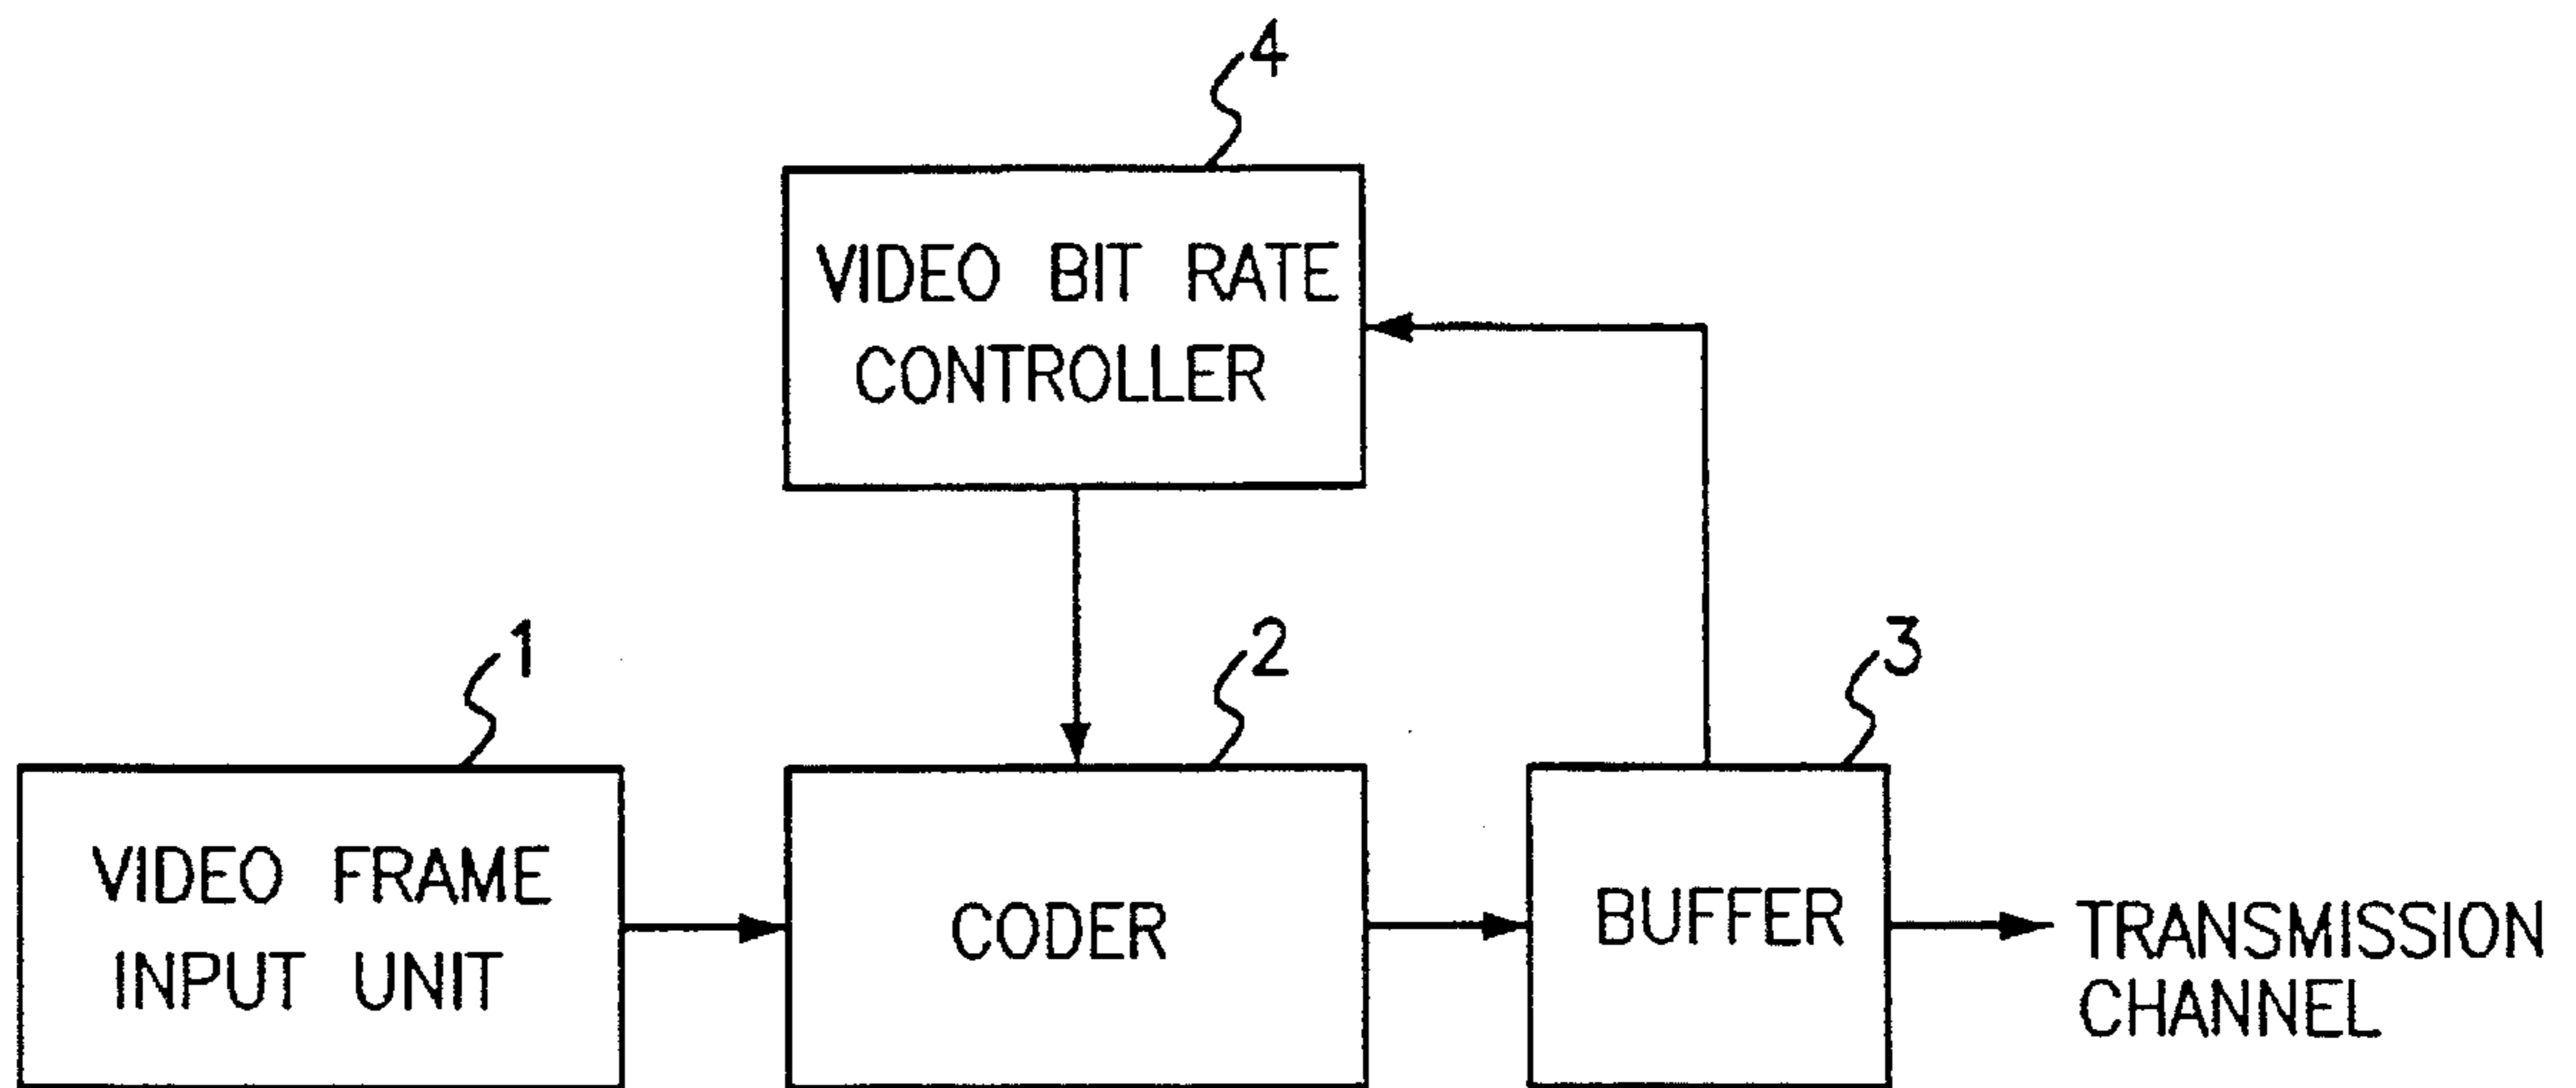 4
VIDEO BIT RATE
CONTROLLER
1
2
3
VIDEO FRAME
INPUT UNIT
CODER
BUFFER
TRANSMISSION
CHANNEL